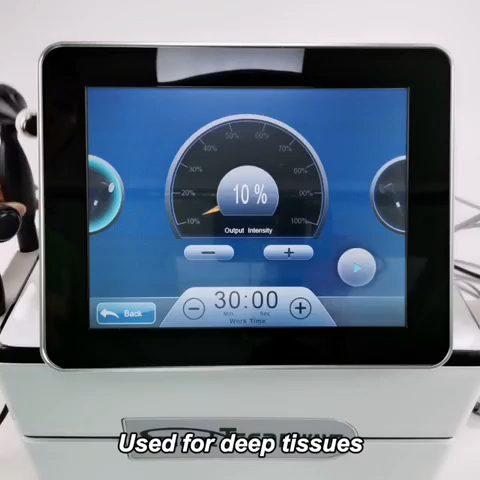 50% 60%
40% 70%
30% 80%
20% 90%
10% 10 % 100%
Output Intensity
− +
30:00
− +
Min Sec
Back Work Time
Used for deep tissues